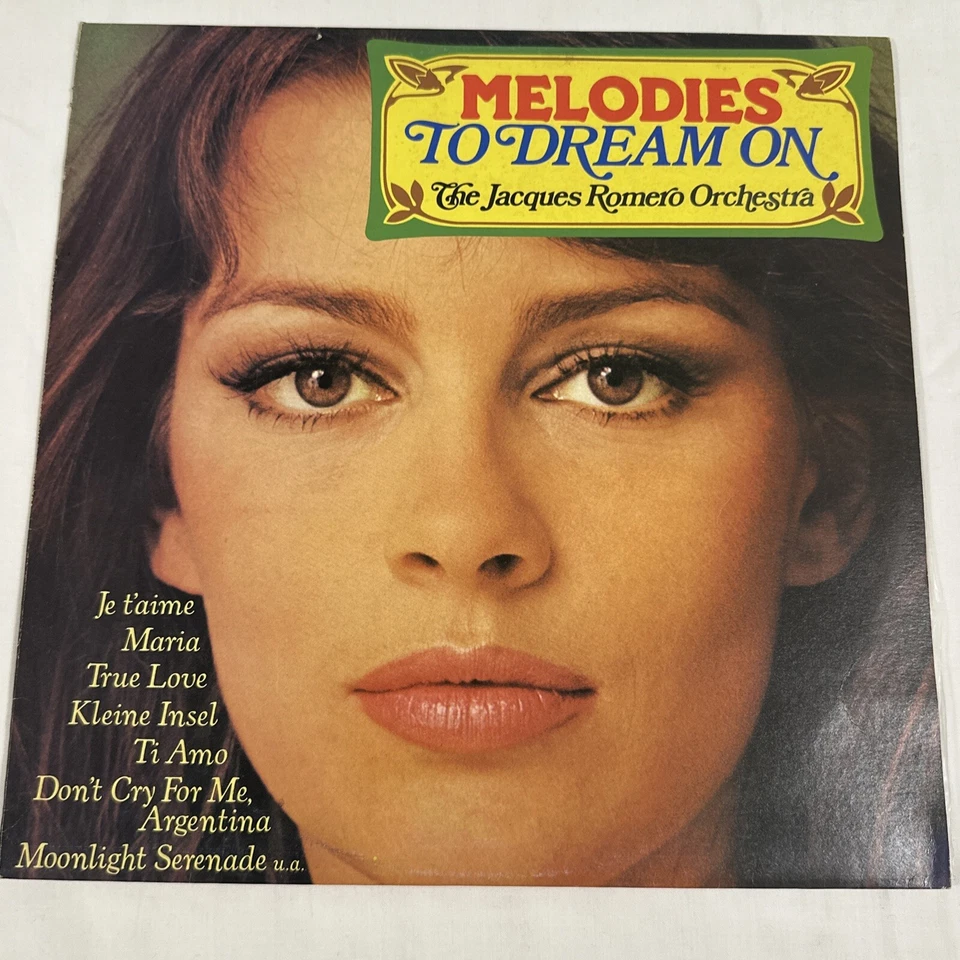 MELODIES
TO DREAM ON
The Jacques Romero Orchestra
Je t'aime
Maria
True Love
Kleine Insel
Ti Amo
Don't Cry For Me,
Argentina
Moonlight Serenade u.a.